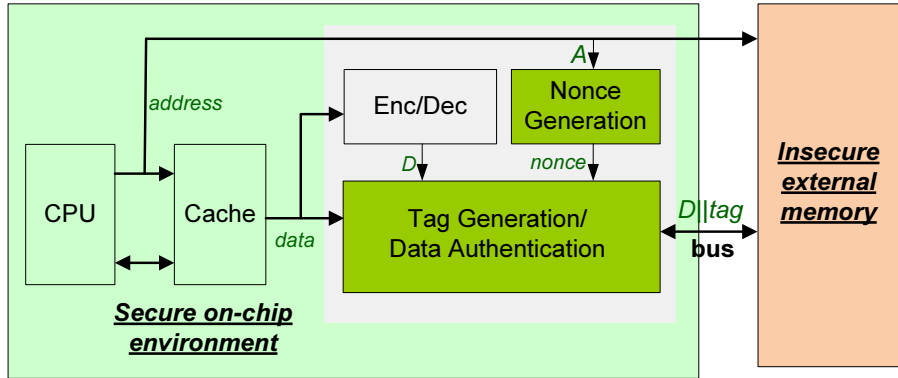 A
address
Enc/Dec
Nonce
Generation
D
nonce
CPU
Cache
data
Tag Generation/
Data Authentication
D||tag
bus
Insecure
external
memory
Secure on-chip
environment